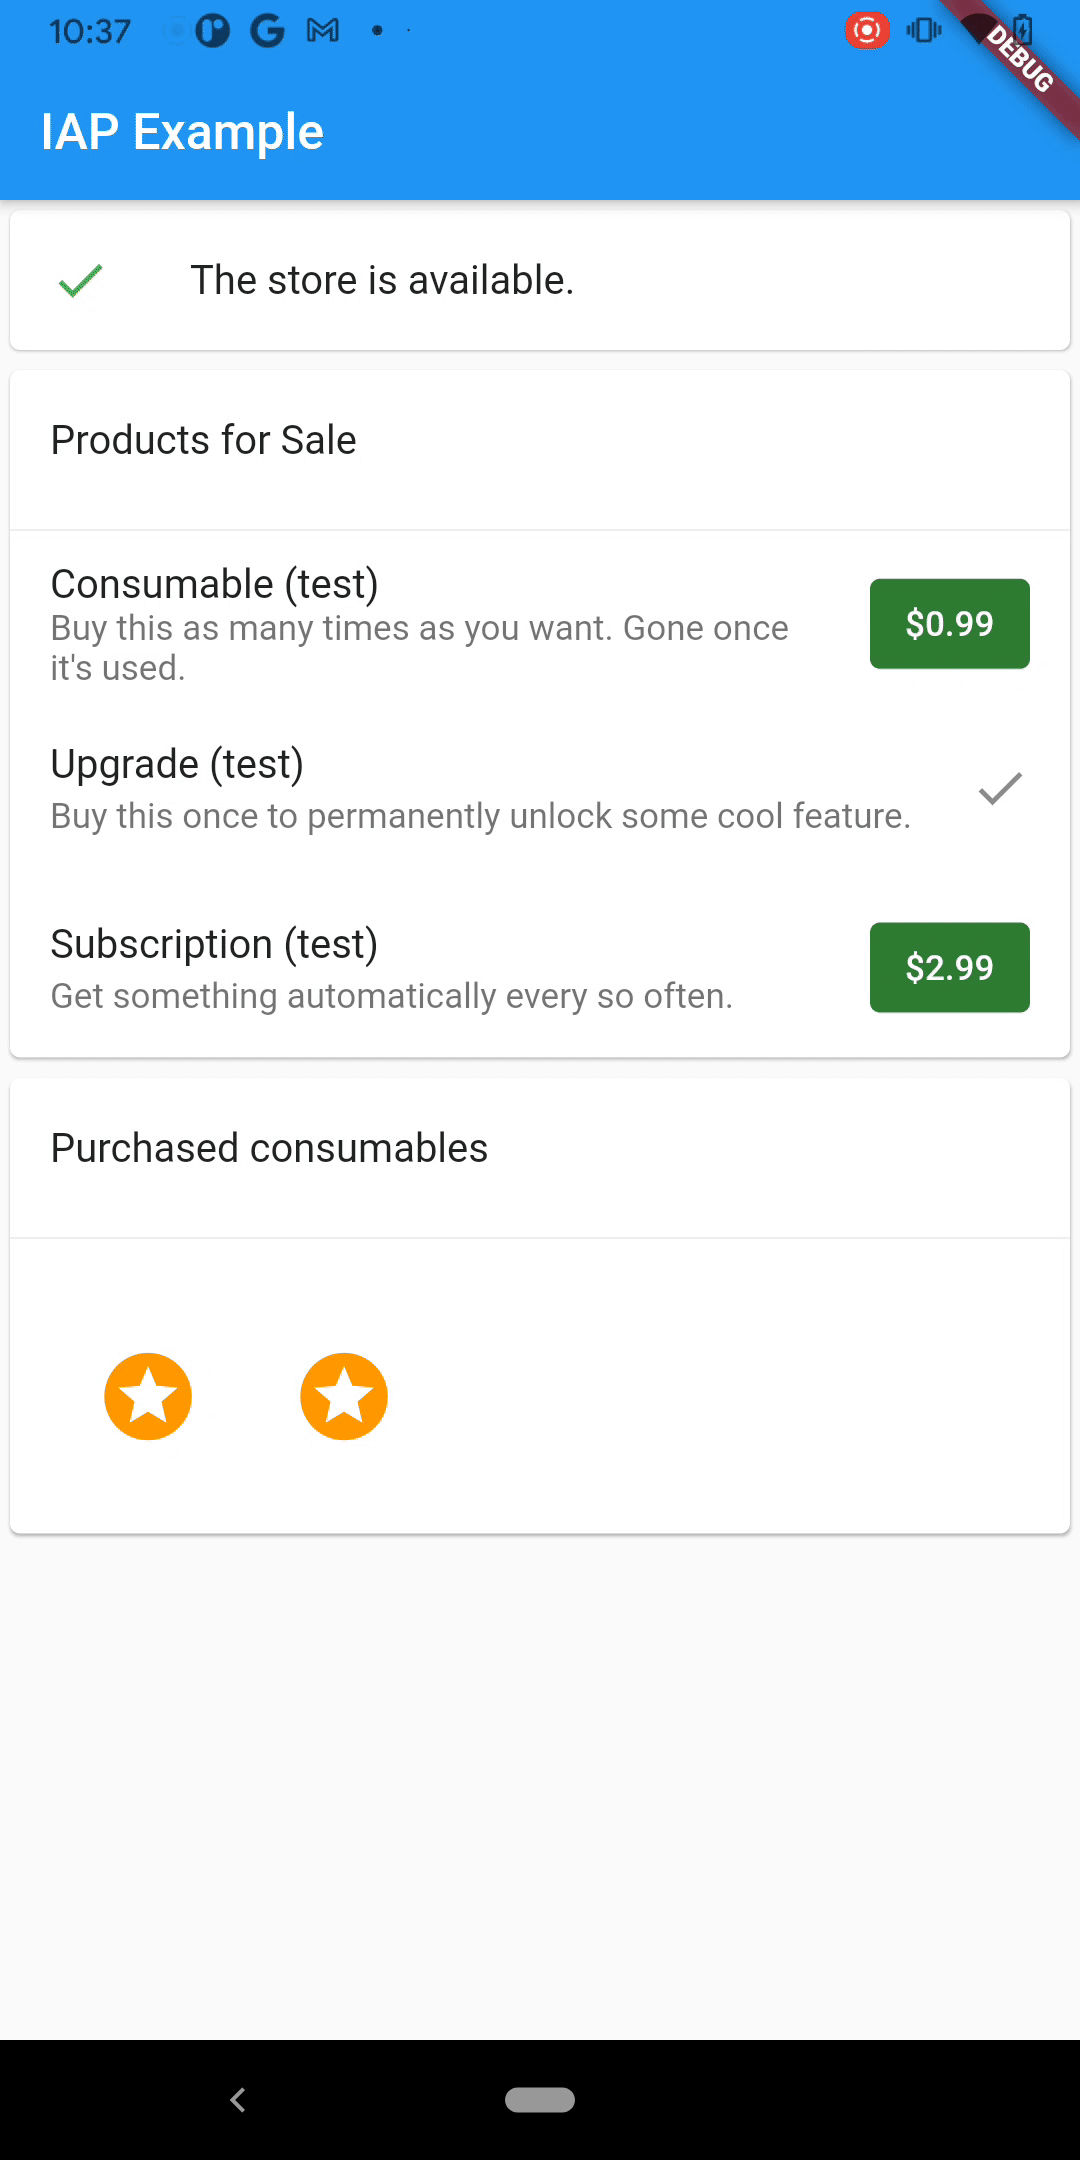 10:37
DEBUG
IAP Example
The store is available.
Products for Sale
Consumable (test)
Buy this as many times as you want. Gone once
it's used.
$0.99
Upgrade (test)
Buy this once to permanently unlock some cool feature.
Subscription (test)
Get something automatically every so often.
$2.99
Purchased consumables